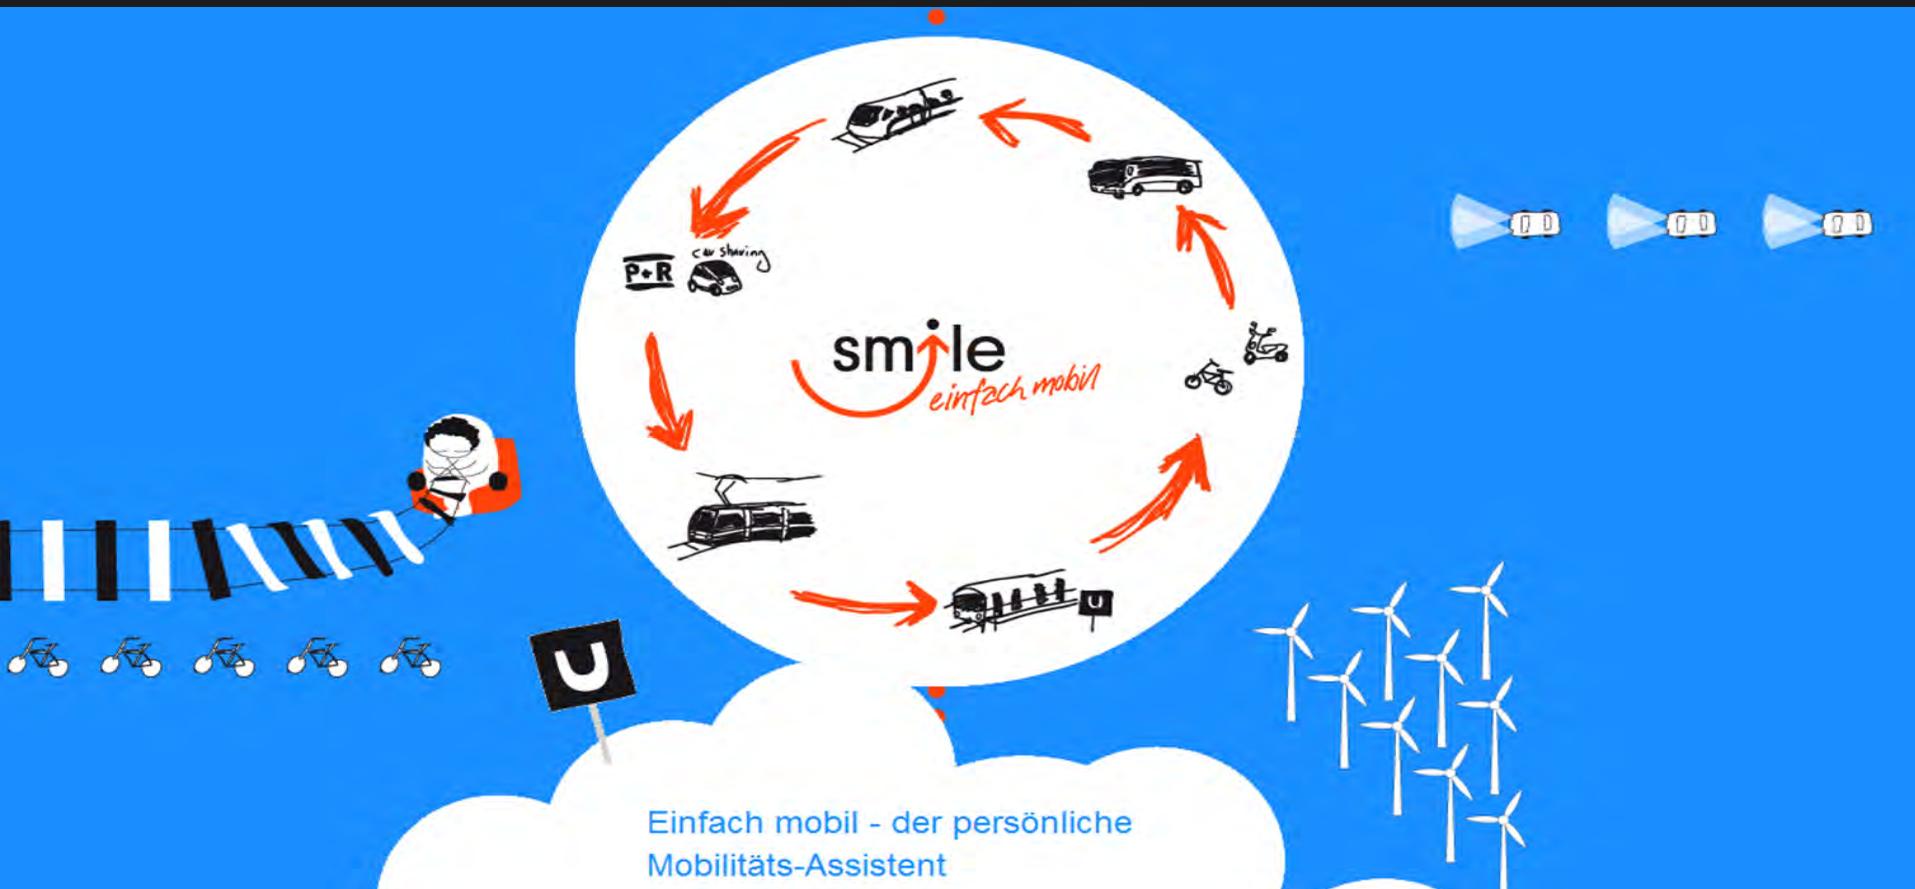 car sharing
P+R
smile
einfach mobil
U
U
Einfach mobil - der persönliche
Mobilitäts-Assistent